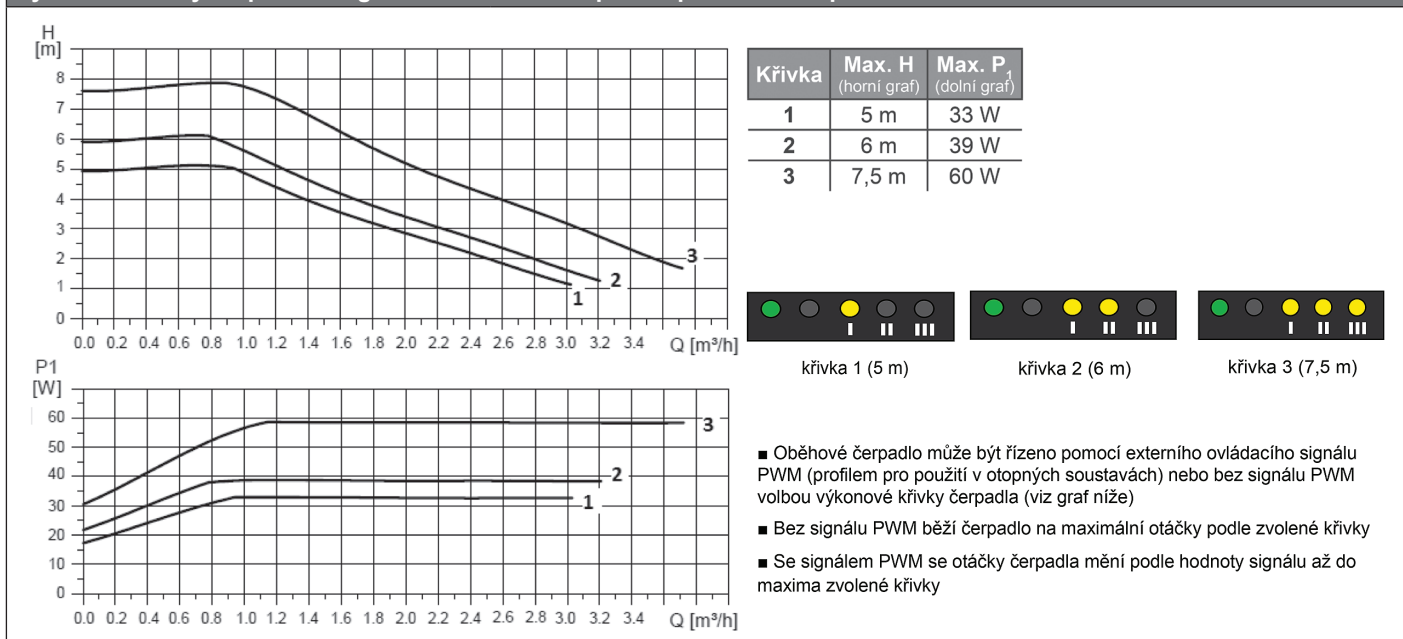 H
[m]
8
7
6
5
4
3
2
1
0
3
2
1
0.0 0.2 0.4 0.6 0.8 1.0 1.2 1.4 1.6 1.8 2.0 2.2 2.4 2.6 2.8 3.0 3.2 3.4 Q [m³/h]
P1
[W]
60
50
40
30
20
10
0
3
2
1
0.0 0.2 0.4 0.6 0.8 1.0 1.2 1.4 1.6 1.8 2.0 2.2 2.4 2.6 2.8 3.0 3.2 3.4 Q [m³/h]
Křivka Max. H (horní graf) Max. P₁ (dolní graf)
1 5 m 33 W
2 6 m 39 W
3 7,5 m 60 W
I II III
křivka 1 (5 m)
I II III
křivka 2 (6 m)
I II III
křivka 3 (7,5 m)
■ Oběhové čerpadlo může být řízeno pomocí externího ovládacího signálu
PWM (profilem pro použití v otopných soustavách) nebo bez signálu PWM
volbou výkonové křivky čerpadla (viz graf níže)
■ Bez signálu PWM běží čerpadlo na maximální otáčky podle zvolené křivky
■ Se signálem PWM se otáčky čerpadla mění podle hodnoty signálu až do
maxima zvolené křivky